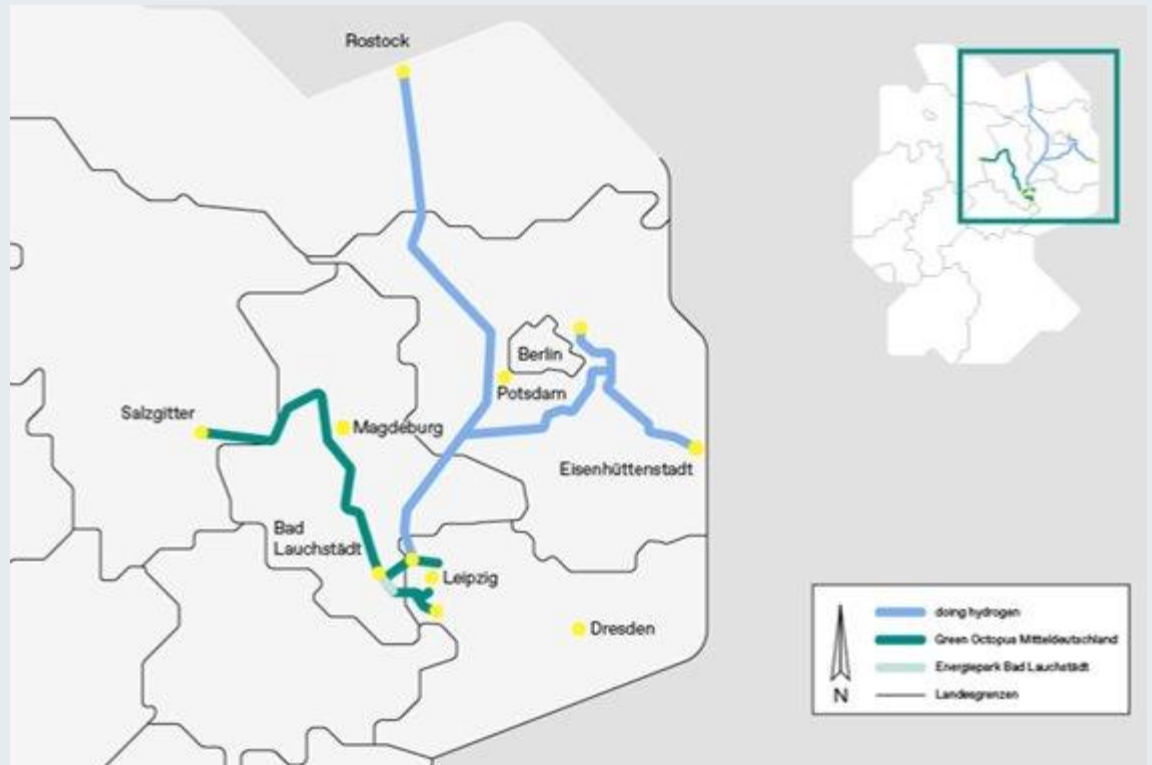 Rostock
Berlin
Potsdam
Salzgitter
Magdeburg
Eisenhüttenstadt
Bad
Lauchstädt
Leipzig
Dresden
doing hydrogen
Green Octopus Mitteldeutschland
Energiepark Bad Lauchstädt
N
Landesgrenzen